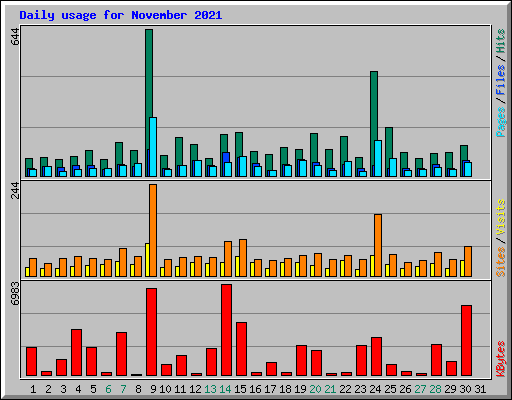 Daily usage for November 2021
644
Pages / Files / Hits
244
Sites / Visits
6983
KBytes
1 2 3 4 5 6 7 8 9 10 11 12 13 14 15 16 17 18 19 20 21 22 23 24 25 26 27 28 29 30 31